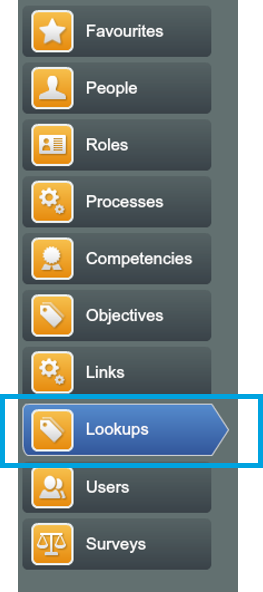 Favourites
People
Roles
Processes
Competencies
Objectives
Links
Lookups
Users
Surveys